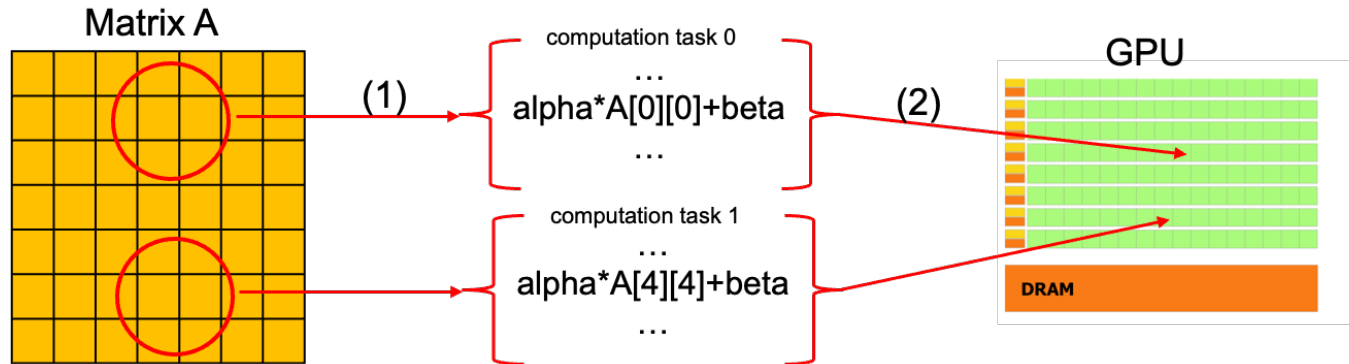 Matrix A
computation task 0
...
alpha*A[0][0]+beta
...
(1)
(2)
GPU
computation task 1
...
alpha*A[4][4]+beta
...
DRAM